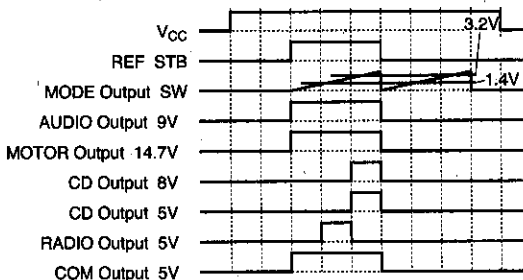 VCC
3.2V
REF STB
MODE Output SW
1.4V
AUDIO Output 9V
MOTOR Output 14.7V
CD Output 8V
CD Output 5V
RADIO Output 5V
COM Output 5V